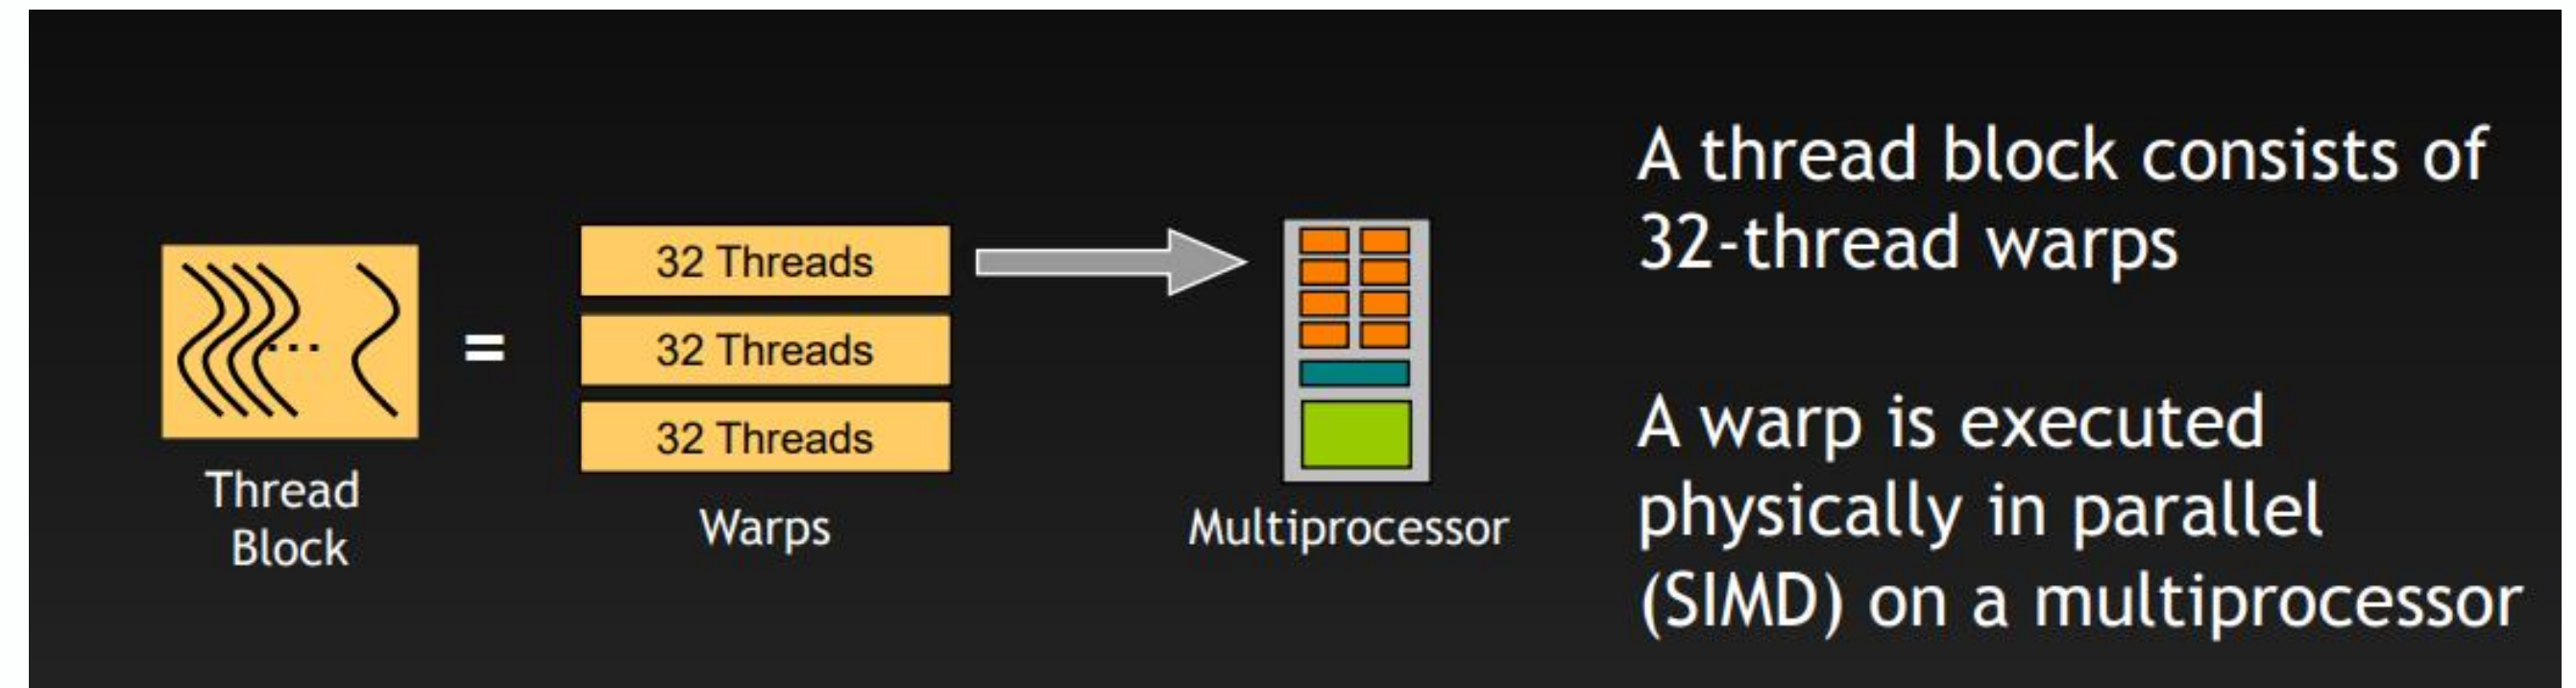 32 Threads
32 Threads
32 Threads
...
=
Thread
Block
Warps
Multiprocessor
A thread block consists of
32-thread warps
A warp is executed
physically in parallel
(SIMD) on a multiprocessor